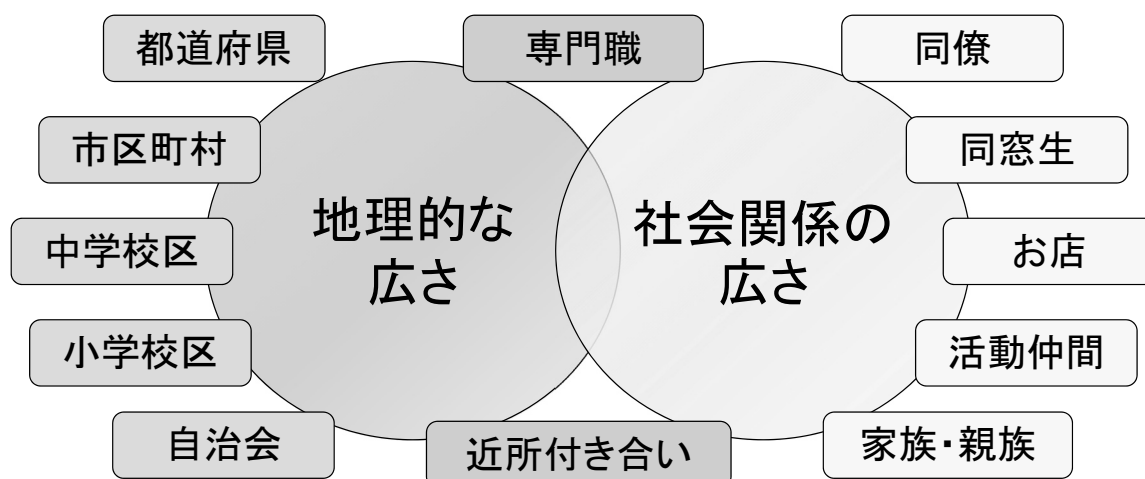 都道府県
専門職
同僚
市区町村
同窓生
地理的な
広さ
社会関係の
広さ
中学校区
お店
小学校区
活動仲間
自治会
近所付き合い
家族・親族